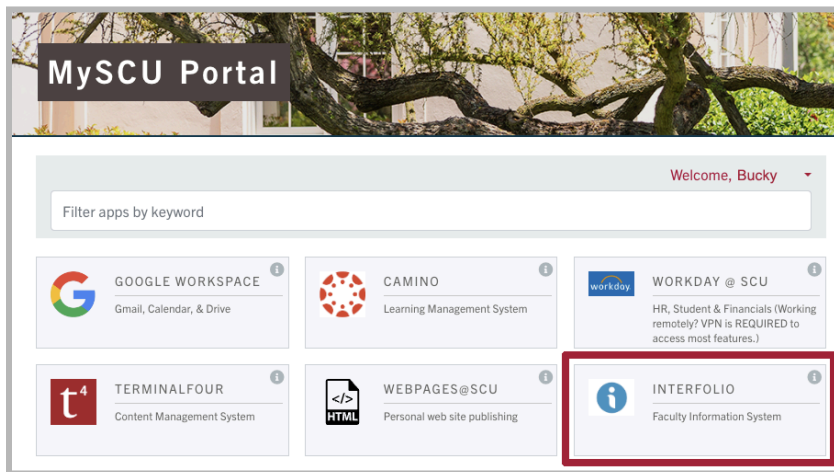 MySCU Portal
Welcome, Bucky
Filter apps by keyword
GOOGLE WORKSPACE
Gmail, Calendar, & Drive
CAMINO
Learning Management System
workday
WORKDAY @ SCU
HR, Student & Financials (Working
remotely? VPN is REQUIRED to
access most features.)
t4
TERMINALFOUR
Content Management System
</>
HTML
WEBPAGES@SCU
Personal web site publishing
INTERFOLIO
Faculty Information System